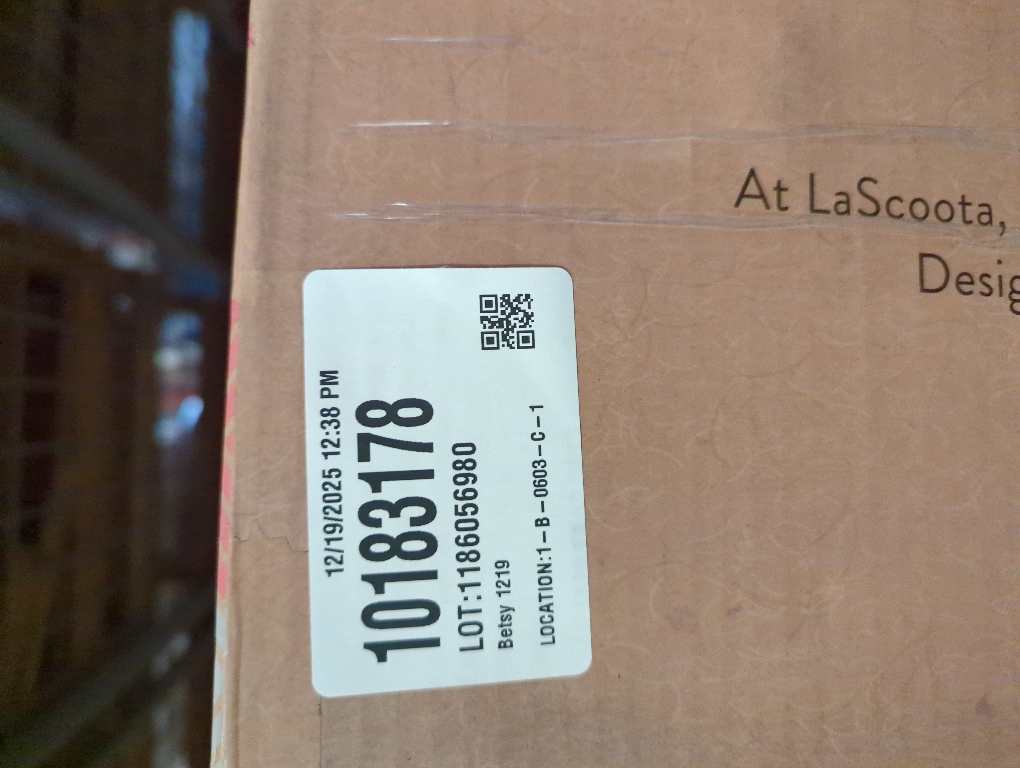 At LaScoota,
Desig
12/19/2025 12:38 PM
10183178
LOT:1186056980
Betsy 1219
LOCATION:1-B-0603-C-1